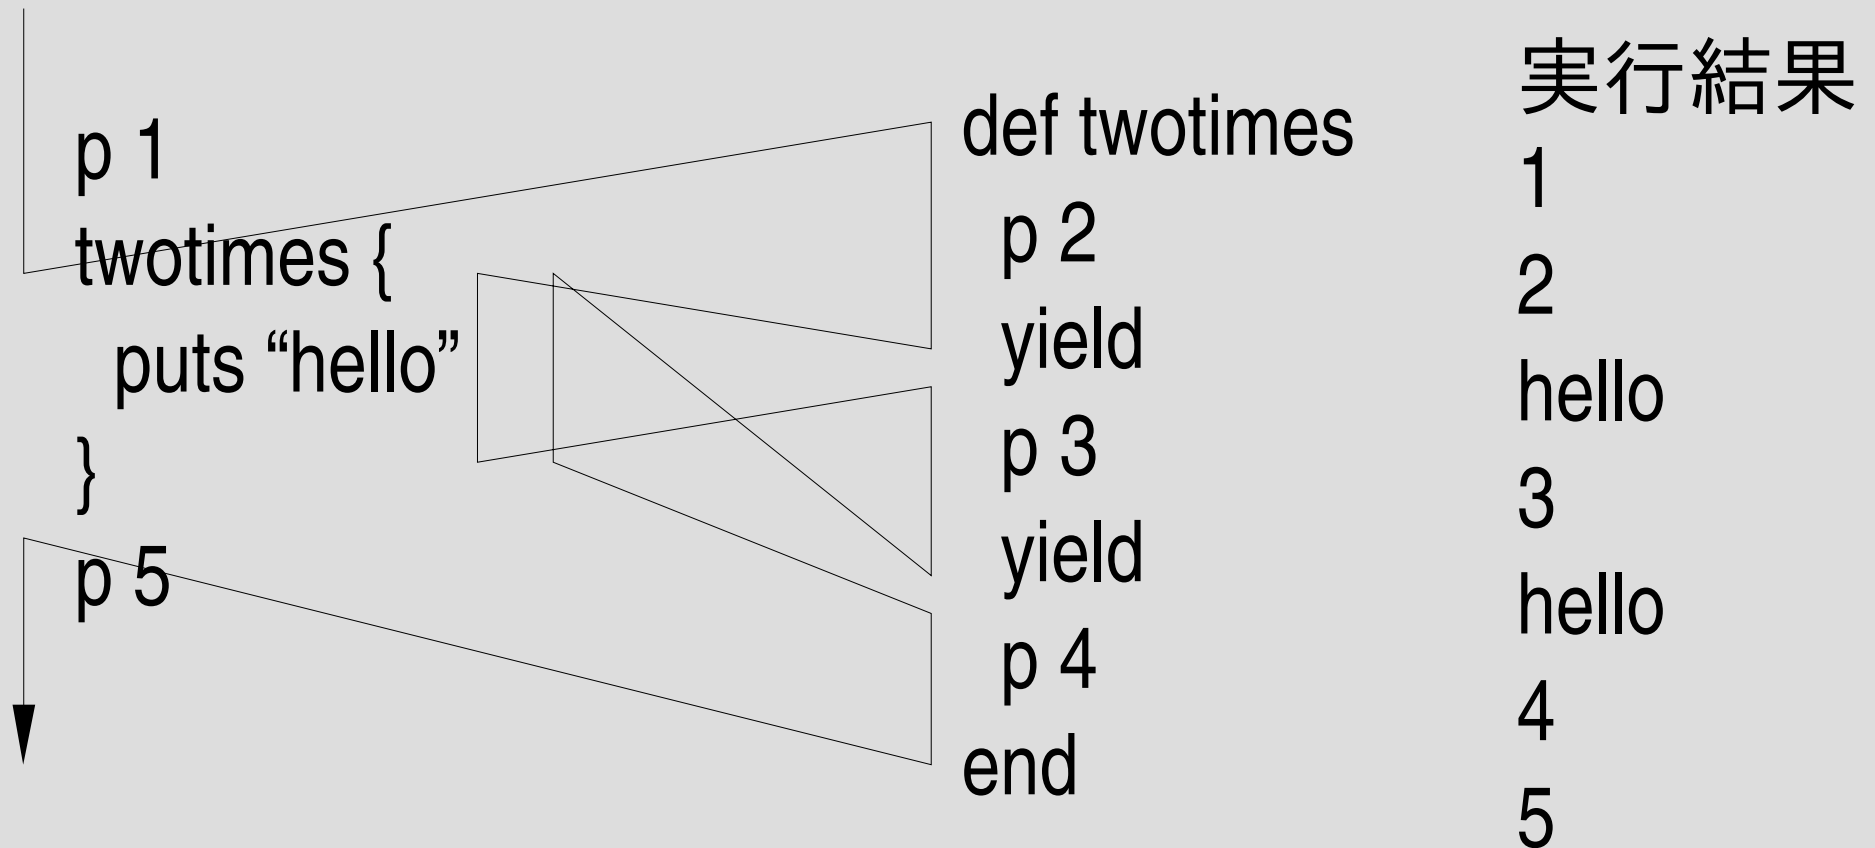 p 1
twotimes {
puts “hello”
}
p 5
def twotimes
p 2
yield
p 3
yield
p 4
end
実行結果
1
2
hello
3
hello
4
5